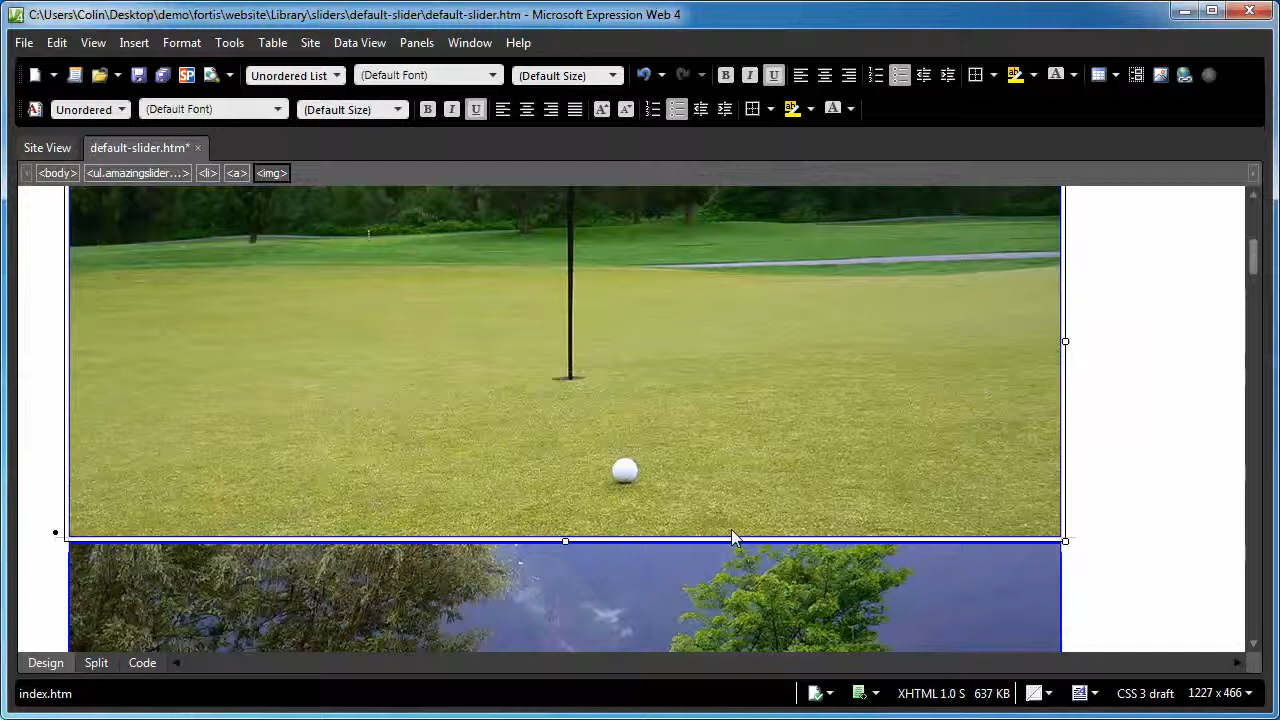 C:\Users\Colin\Desktop\demo\fortis\website\Library\sliders\default-slider\default-slider.htm - Microsoft Expression Web 4
File Edit View Insert Format Tools Table Site Data View Panels Window Help
Unordered list (Default Font) (Default Size) B I U A
Unordered (Default Font) (Default Size) B I U A
Site View default-slider.htm*
<body> <ul.amazingslider...> <li> <a> <img>
Design Split Code
index.htm XHTML 1.0 S 637 KB CSS 3 draft 1227 x 466